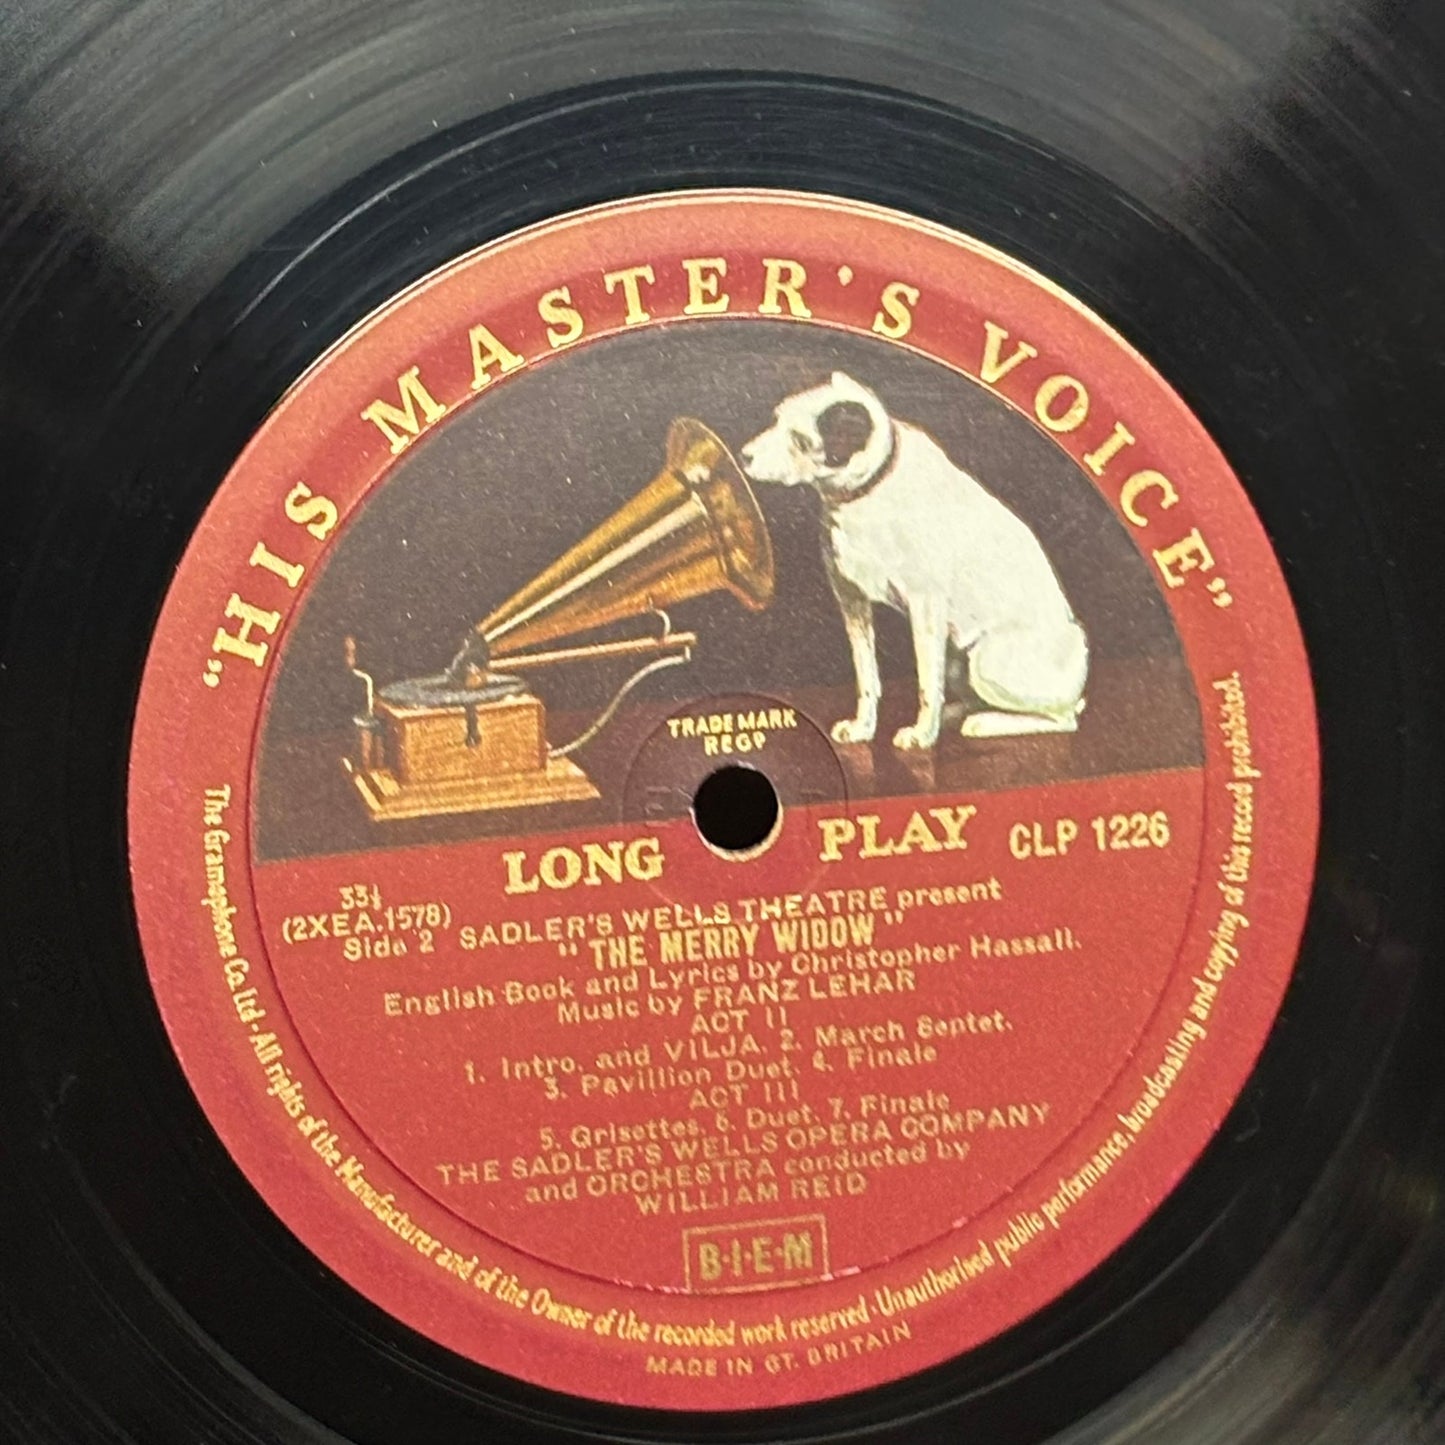 "HIS MASTER'S VOICE"
TRADE MARK
REGD
LONG PLAY CLP 1226
33⅓
(2XEA.1578)
Side 2
SADLER'S WELLS THEATRE present
"THE MERRY WIDOW"
English Book and Lyrics by Christopher Hassall.
Music by FRANZ LEHAR
ACT II
1. Intro. and VILJA. 2. March Septet.
3. Pavillion Duet. 4. Finale
ACT III
5. Grisettes. 6. Duet. 7. Finale
THE SADLER'S WELLS OPERA COMPANY
and ORCHESTRA conducted by
WILLIAM REID
B·I·E·M
The Gramophone Co. Ltd · All rights of the Manufacturer and of the Owner of the recorded work reserved · Unauthorised public performance, broadcasting and copying of this record prohibited.
MADE IN GT. BRITAIN